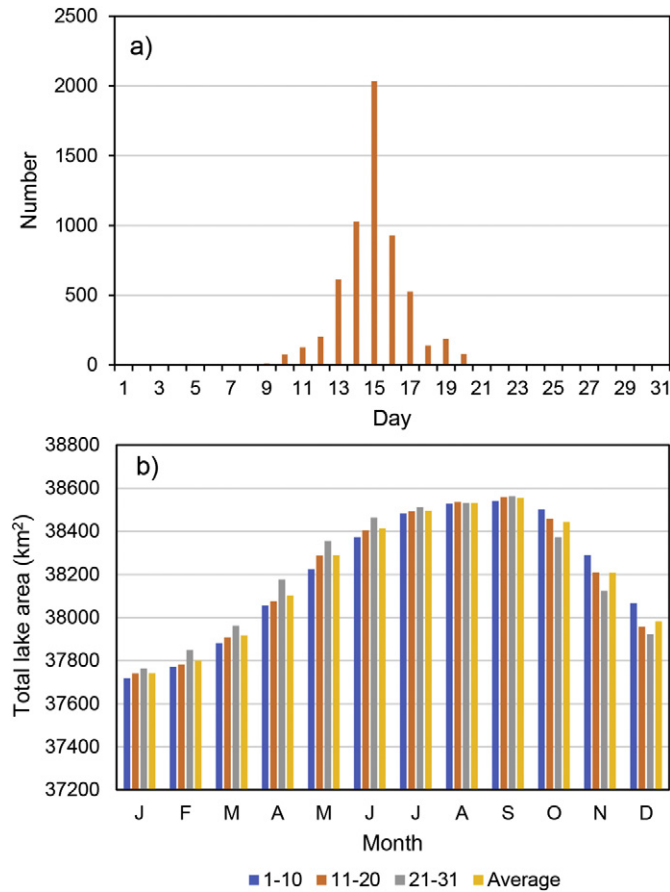 a)
Number
2500
2000
1500
1000
500
0
1 3 5 7 9 11 13 15 17 19 21 23 25 27 29 31
Day
b)
Total lake area (km²)
38800
38600
38400
38200
38000
37800
37600
37400
37200
J F M A M J J A S O N D
Month
1-10 11-20 21-31 Average